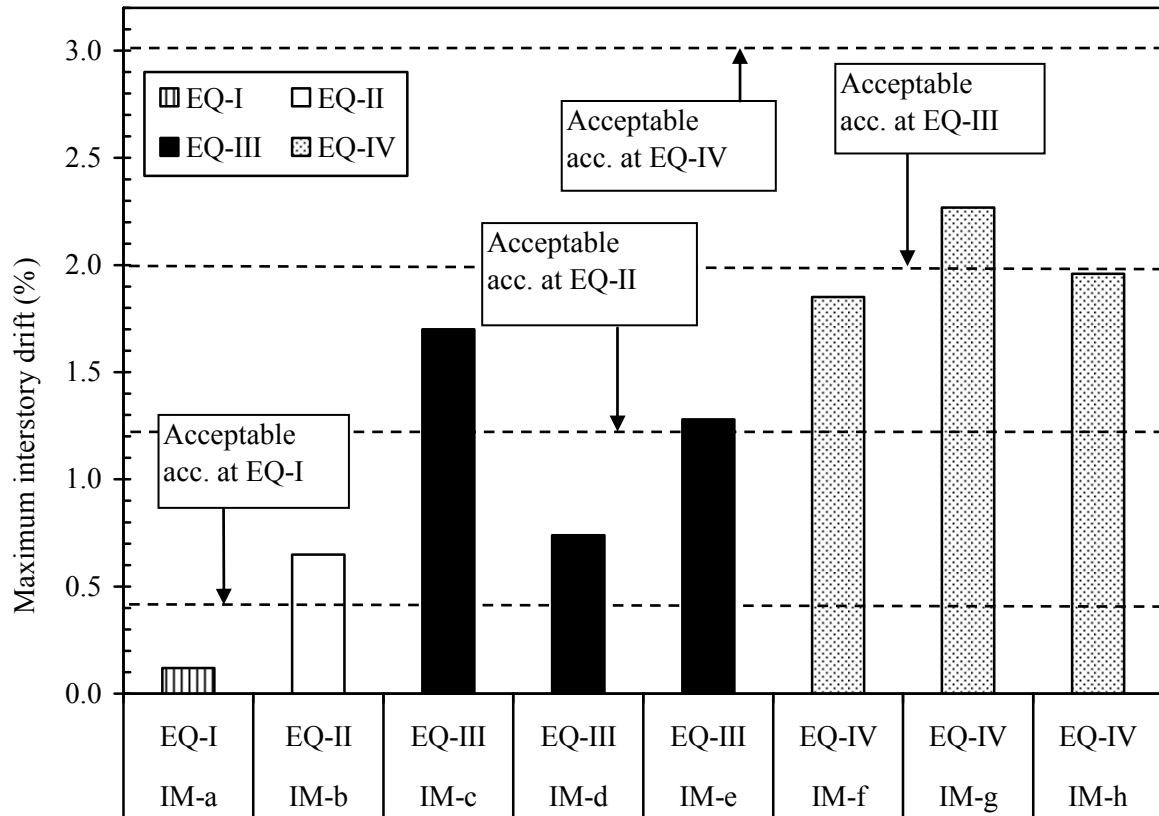 Maximum interstory drift (%)
3.0
2.5
2.0
1.5
1.0
0.5
0.0
EQ-I EQ-II
EQ-III EQ-IV
Acceptable
acc. at EQ-IV
Acceptable
acc. at EQ-III
Acceptable
acc. at EQ-II
Acceptable
acc. at EQ-I
EQ-I EQ-II EQ-III EQ-III EQ-III EQ-IV EQ-IV EQ-IV
IM-a IM-b IM-c IM-d IM-e IM-f IM-g IM-h